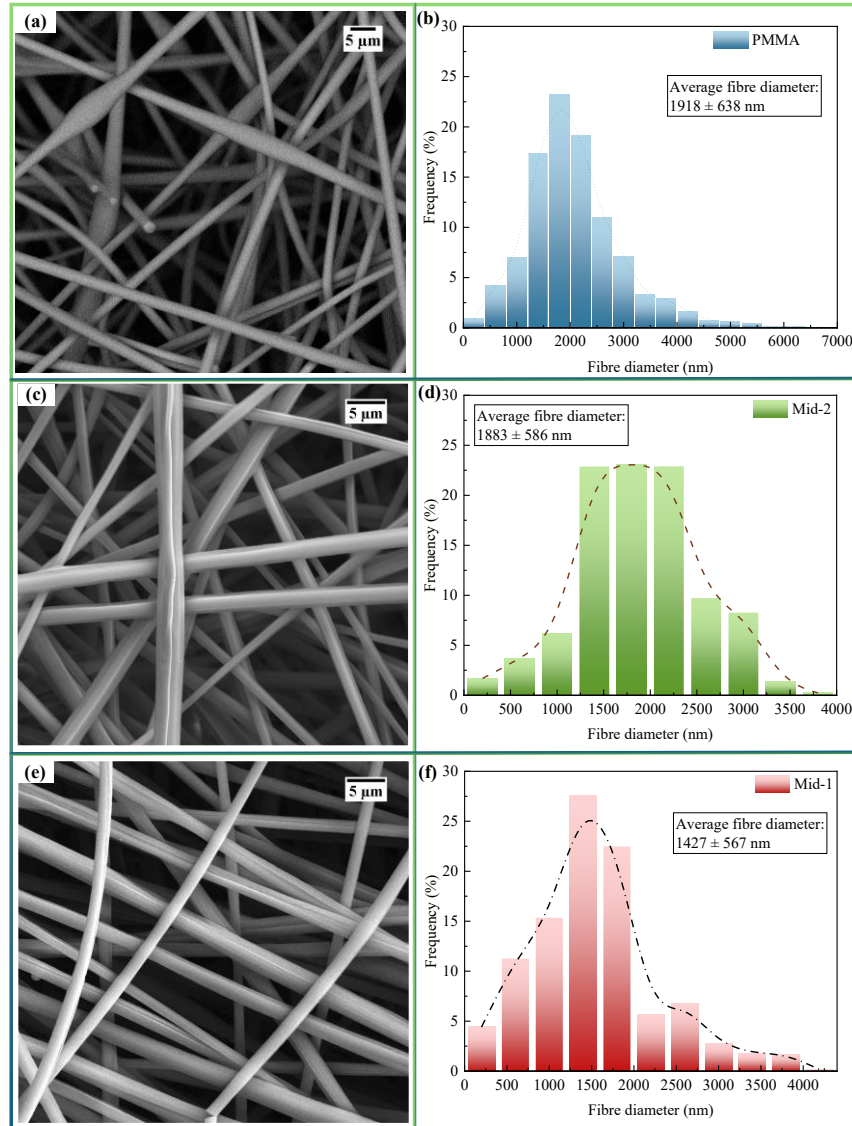 (a)
5 μm
(b)
PMMA
Average fibre diameter:
1918 ± 638 nm
Frequency (%)
30
25
20
15
10
5
0
1000 2000 3000 4000 5000 6000 7000
Fibre diameter (nm)
(c)
5 μm
(d)
Mid-2
Average fibre diameter:
1883 ± 586 nm
Frequency (%)
30
25
20
15
10
5
0
0 500 1000 1500 2000 2500 3000 3500 4000
Fibre diameter (nm)
(e)
5 μm
(f)
Mid-1
Average fibre diameter:
1427 ± 567 nm
Frequency (%)
30
25
20
15
10
5
0
0 500 1000 1500 2000 2500 3000 3500 4000
Fibre diameter (nm)